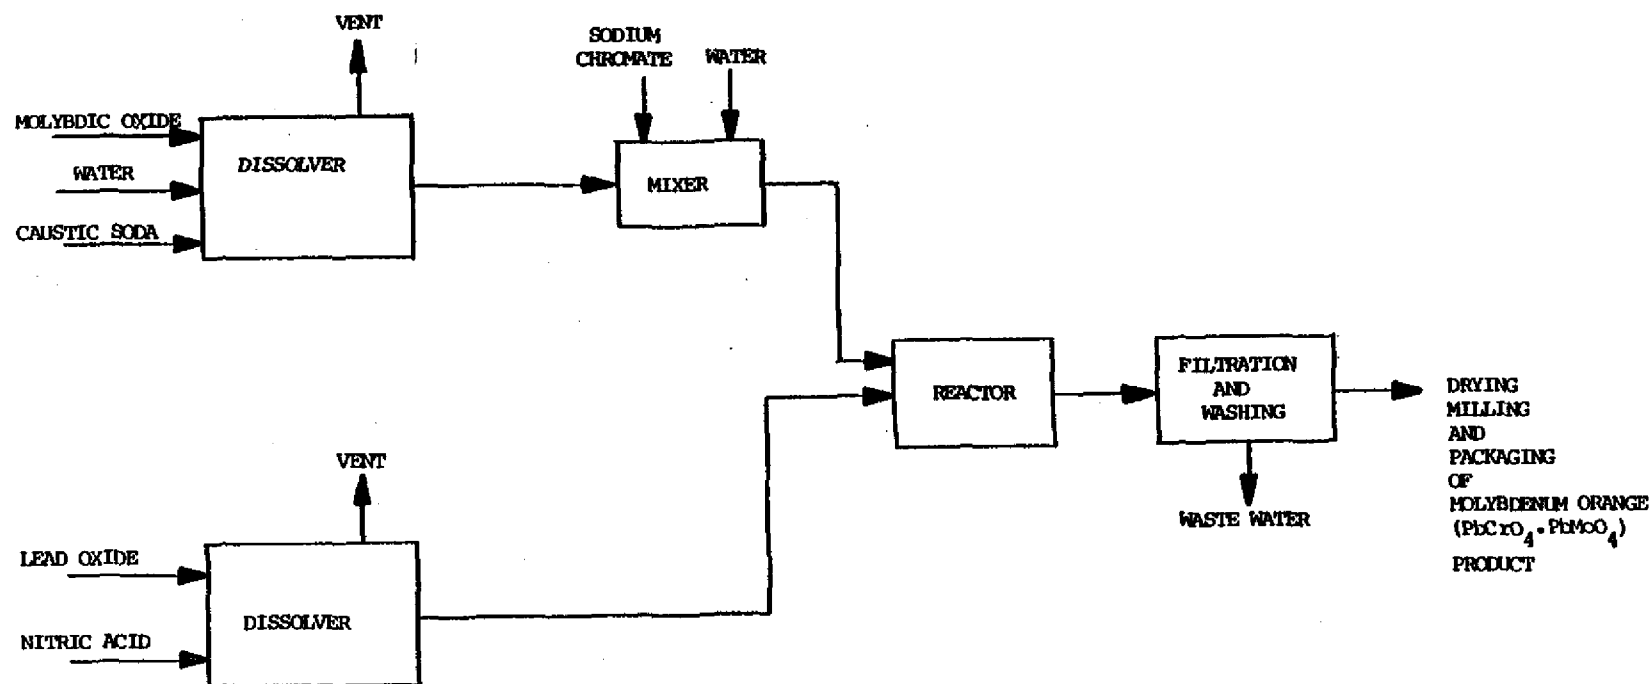 VENT
SODIUM
CHROMATE
WATER
MOLYBDIC OXIDE
WATER
CAUSTIC SODA
DISSOLVER
MIXER
REACTOR
FILTRATION
AND
WASHING
WASTE WATER
DRYING
MILLING
AND
PACKAGING
OF
MOLYBDENUM ORANGE
(PbCrO₄·PbMoO₄)
PRODUCT
VENT
LEAD OXIDE
NITRIC ACID
DISSOLVER